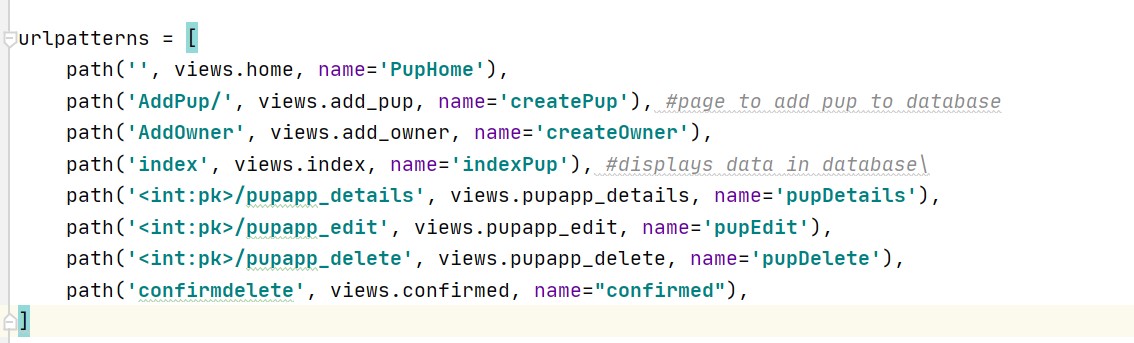 urlpatterns = [
    path('', views.home, name='PupHome'),
    path('AddPup/', views.add_pup, name='createPup'), #page to add pup to database
    path('AddOwner', views.add_owner, name='createOwner'),
    path('index', views.index, name='indexPup'), #displays data in database\
    path('<int:pk>/pupapp_details', views.pupapp_details, name='pupDetails'),
    path('<int:pk>/pupapp_edit', views.pupapp_edit, name='pupEdit'),
    path('<int:pk>/pupapp_delete', views.pupapp_delete, name='pupDelete'),
    path('confirmdelete', views.confirmed, name="confirmed"),
]